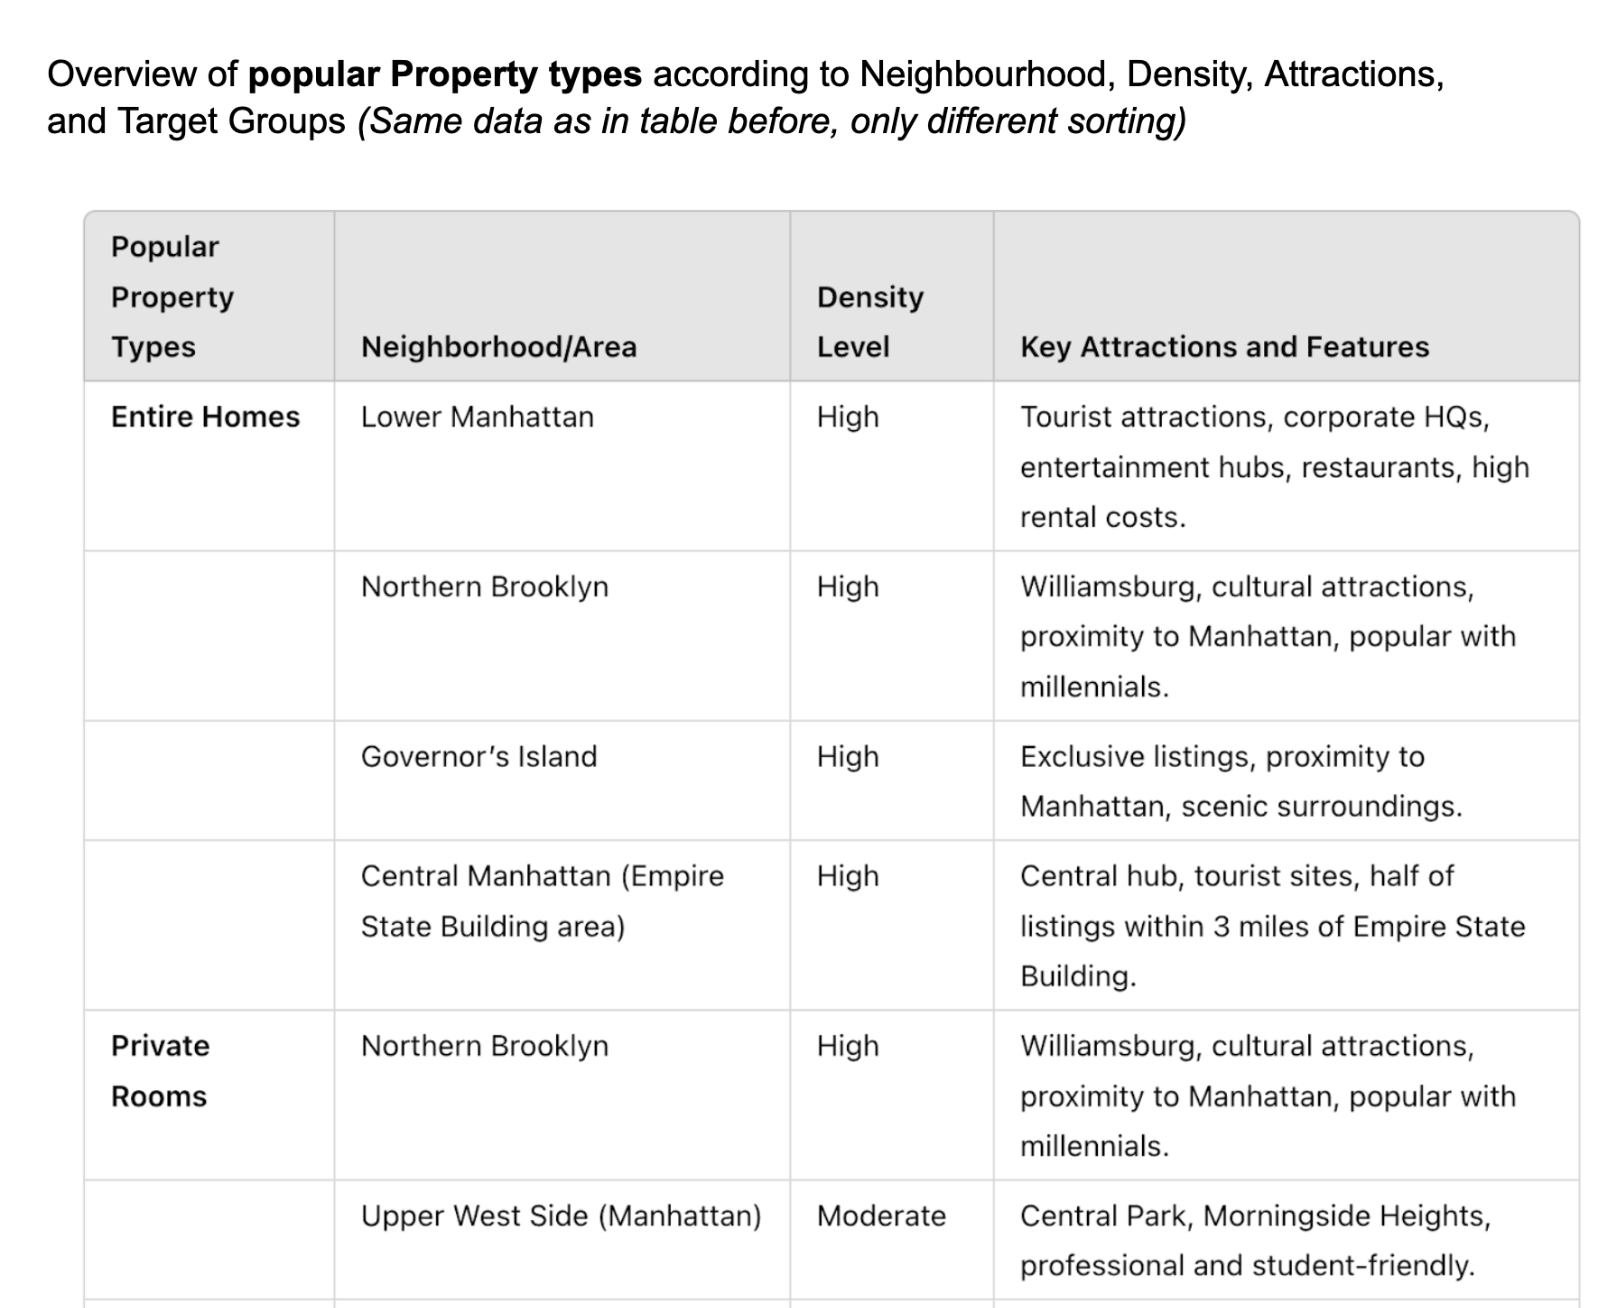 Overview of popular Property types according to Neighbourhood, Density, Attractions,
and Target Groups (Same data as in table before, only different sorting)
Popular
Property
Types
Neighborhood/Area
Density
Level
Key Attractions and Features
Entire Homes
Lower Manhattan
High
Tourist attractions, corporate HQs,
entertainment hubs, restaurants, high
rental costs.
Northern Brooklyn
High
Williamsburg, cultural attractions,
proximity to Manhattan, popular with
millennials.
Governor's Island
High
Exclusive listings, proximity to
Manhattan, scenic surroundings.
Central Manhattan (Empire
State Building area)
High
Central hub, tourist sites, half of
listings within 3 miles of Empire State
Building.
Private
Rooms
Northern Brooklyn
High
Williamsburg, cultural attractions,
proximity to Manhattan, popular with
millennials.
Upper West Side (Manhattan)
Moderate
Central Park, Morningside Heights,
professional and student-friendly.